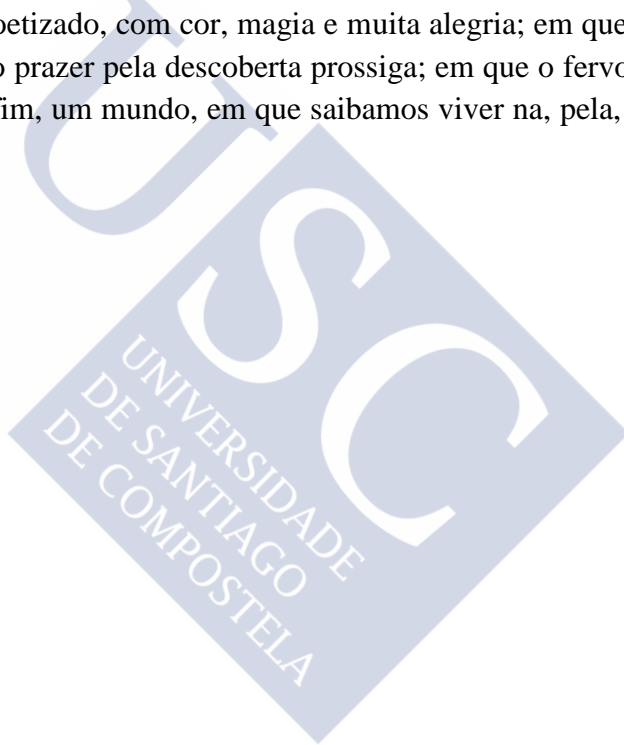 oetizado, com cor, magia e muita alegria; em que
o prazer pela descoberta prossiga; em que o fervo
fim, um mundo, em que saibamos viver na, pela,
USC
UNIVERSIDADE
DE SANTIAGO
DE COMPOSTELA